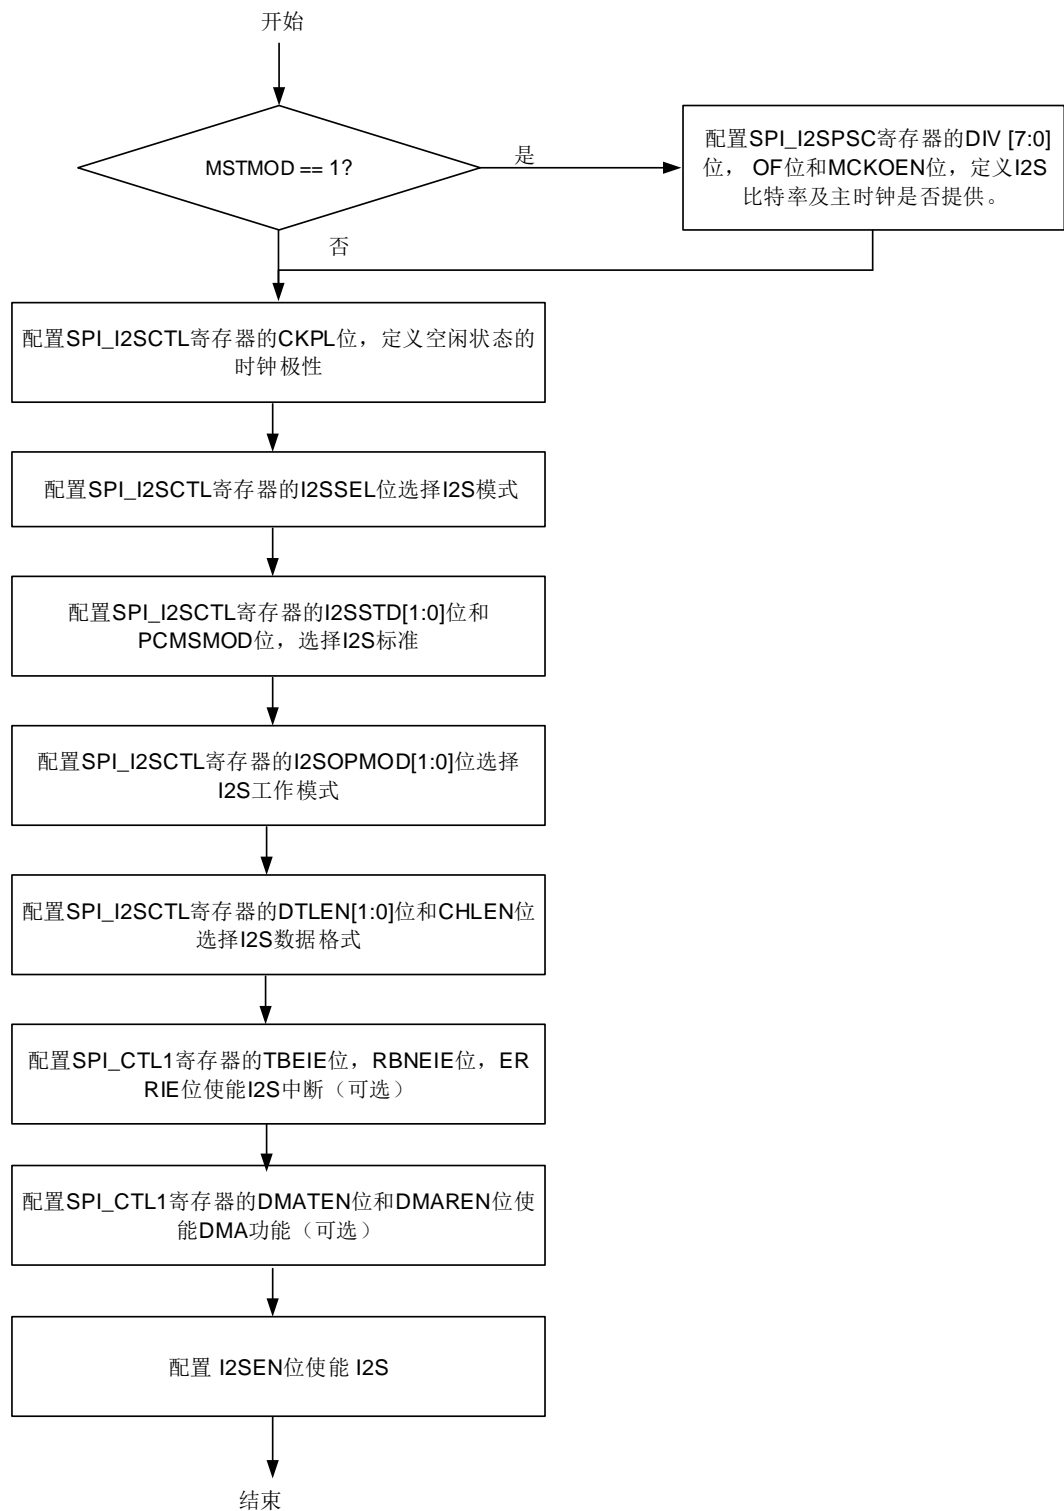 开始
MSTMOD == 1?
是
配置SPI_I2SPSC寄存器的DIV [7:0]
位， OF位和MCKOEN位，定义I2S
比特率及主时钟是否提供。
否
配置SPI_I2SCTL寄存器的CKPL位，定义空闲状态的
时钟极性
配置SPI_I2SCTL寄存器的I2SSEL位选择I2S模式
配置SPI_I2SCTL寄存器的I2SSTD[1:0]位和
PCMSMOD位，选择I2S标准
配置SPI_I2SCTL寄存器的I2SOPMOD[1:0]位选择
I2S工作模式
配置SPI_I2SCTL寄存器的DTLEN[1:0]位和CHLEN位
选择I2S数据格式
配置SPI_CTL1寄存器的TBEIE位，RBNEIE位，ER
RIE位使能I2S中断（可选）
配置SPI_CTL1寄存器的DMATEN位和DMAREN位使
能DMA功能（可选）
配置 I2SEN位使能 I2S
结束